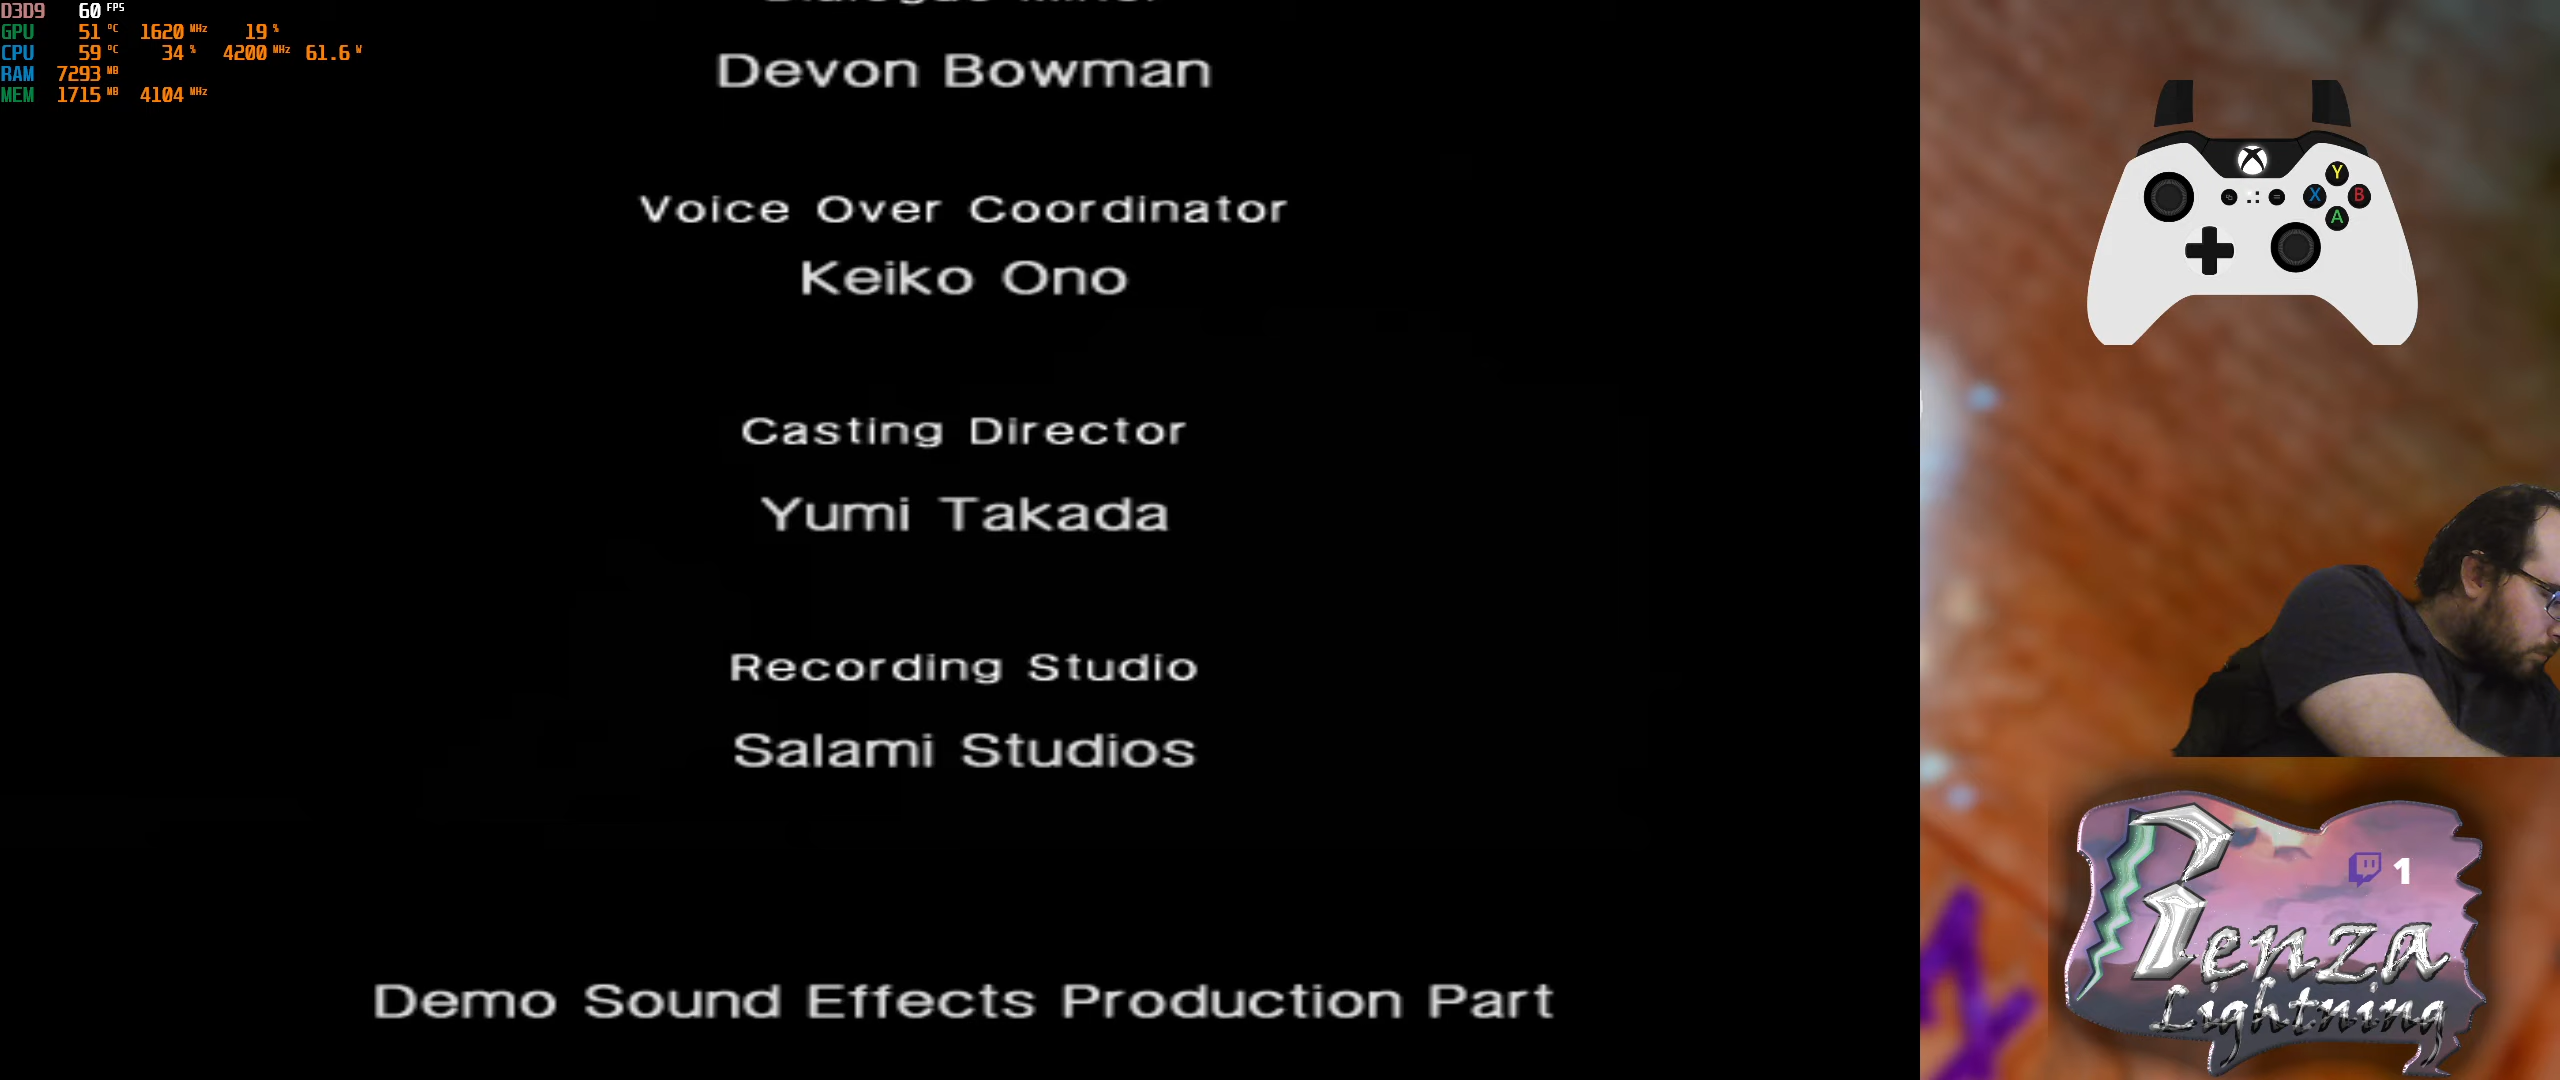 D3D9 60 FPS
GPU 51 °C 1620 MHz 19 %
CPU 59 °C 34 % 4200 MHz 61.6 W
RAM 7293 MB
MEM 1715 MB 4104 MHz
Devon Bowman
Voice Over Coordinator
Keiko Ono
Casting Director
Yumi Takada
Recording Studio
Salami Studios
Demo Sound Effects Production Part
Y
X B
A
1
Renza
Lightning